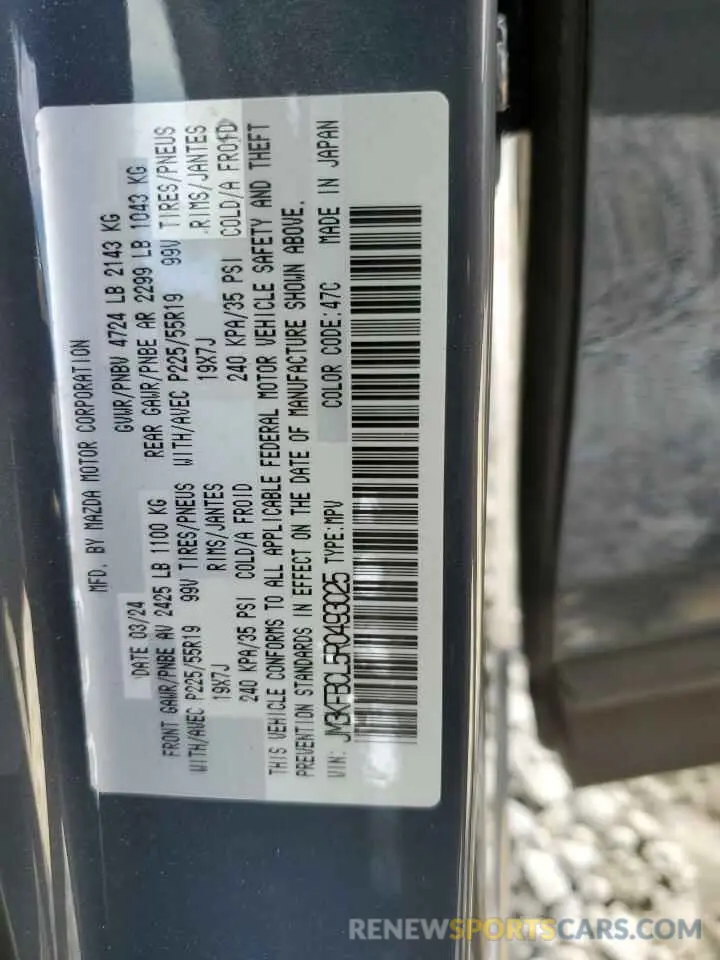 MFD. BY MAZDA MOTOR CORPORATION
DATE 03/24 GVWR/PNBV 4724 LB 2143 KG
FRONT GAWR/PNBE AV 2425 LB 1100 KG REAR GAWR/PNBE AR 2299 LB 1043 KG
WITH/AVEC P225/55R19 99V TIRES/PNEUS WITH/AVEC P225/55R19 99V TIRES/PNEUS
19X7J RIMS/JANTES 19X7J RIMS/JANTES
240 KPA/35 PSI COLD/A FROID 240 KPA/35 PSI COLD/A FROID
THIS VEHICLE CONFORMS TO ALL APPLICABLE FEDERAL MOTOR VEHICLE SAFETY AND THEFT
PREVENTION STANDARDS IN EFFECT ON THE DATE OF MANUFACTURE SHOWN ABOVE.
VIN: JM3KFBCL5R0493025 TYPE:MPV COLOR CODE:47C MADE IN JAPAN
RENEWSPORTSCARS.COM